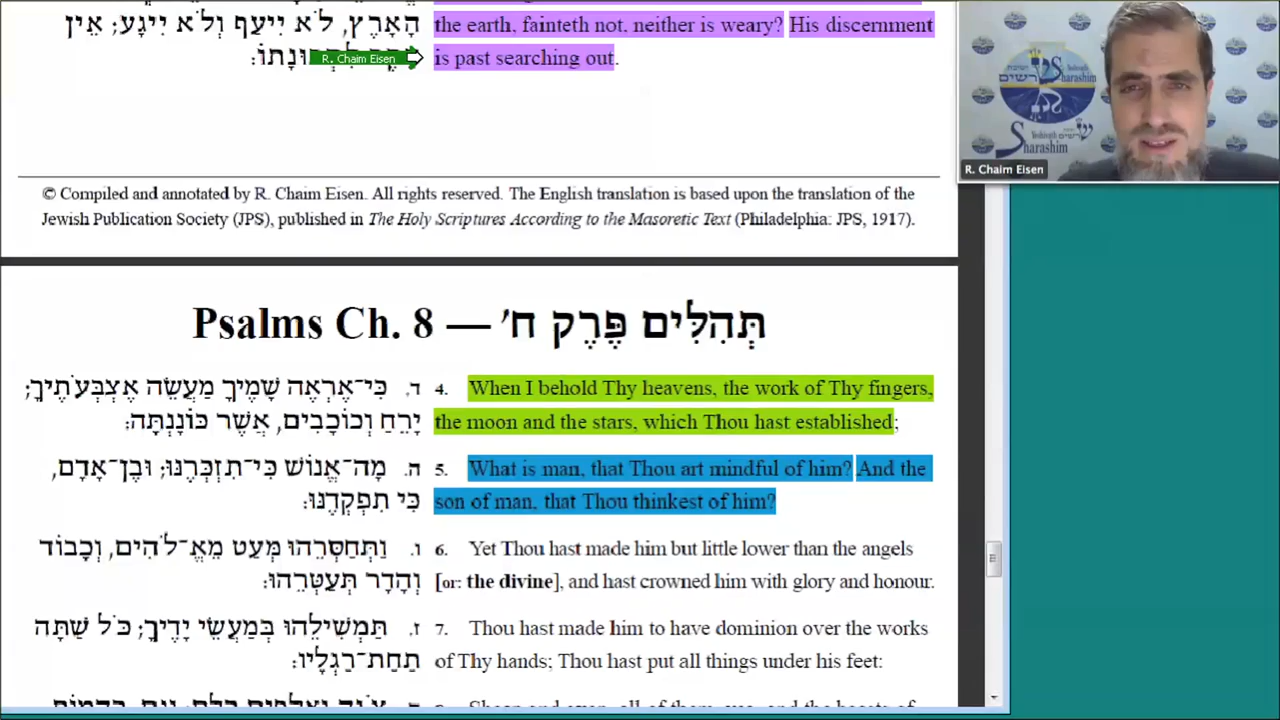 הָאָרֶץ, לֹא יִיעַף וְלֹא יִיגָע; אֵין
the earth, fainteth not, neither is weary? His discernment
R. Chaim Eisen
is past searching out.
© Compiled and annotated by R. Chaim Eisen. All rights reserved. The English translation is based upon the translation of the
Jewish Publication Society (JPS), published in The Holy Scriptures According to the Masoretic Text (Philadelphia: JPS, 1917).
Psalms Ch. 8 — תְּהִלִּים פֶּרֶק ח׳
ד. כִּי־אֶרְאֶה שָׁמֶיךָ מַעֲשֵׂה אֶצְבְּעֹתֶיךָ;
יָרֵחַ וְכוֹכָבִים, אֲשֶׁר כּוֹנָנְתָּה:
4. When I behold Thy heavens, the work of Thy fingers,
the moon and the stars, which Thou hast established;
ה. מָה־אֱנוֹשׁ כִּי־תִזְכְּרֶנּוּ; וּבֶן־אָדָם,
כִּי תִפְקְדֶנּוּ:
5. What is man, that Thou art mindful of him? And the
son of man, that Thou thinkest of him?
ו. וַתְּחַסְּרֵהוּ מְּעַט מֵאֱ־לֹהִים, וְכָבוֹד
וְהָדָר תְּעַטְּרֵהוּ:
6. Yet Thou hast made him but little lower than the angels
[or: the divine], and hast crowned him with glory and honour.
ז. תַּמְשִׁילֵהוּ בְּמַעֲשֵׂי יָדֶיךָ; כֹּל שַׁתָּה
תַחַת־רַגְלָיו:
7. Thou hast made him to have dominion over the works
of Thy hands; Thou hast put all things under his feet:
ישיבת
שרשים
Yeshivath
Sharashim
R. Chaim Eisen